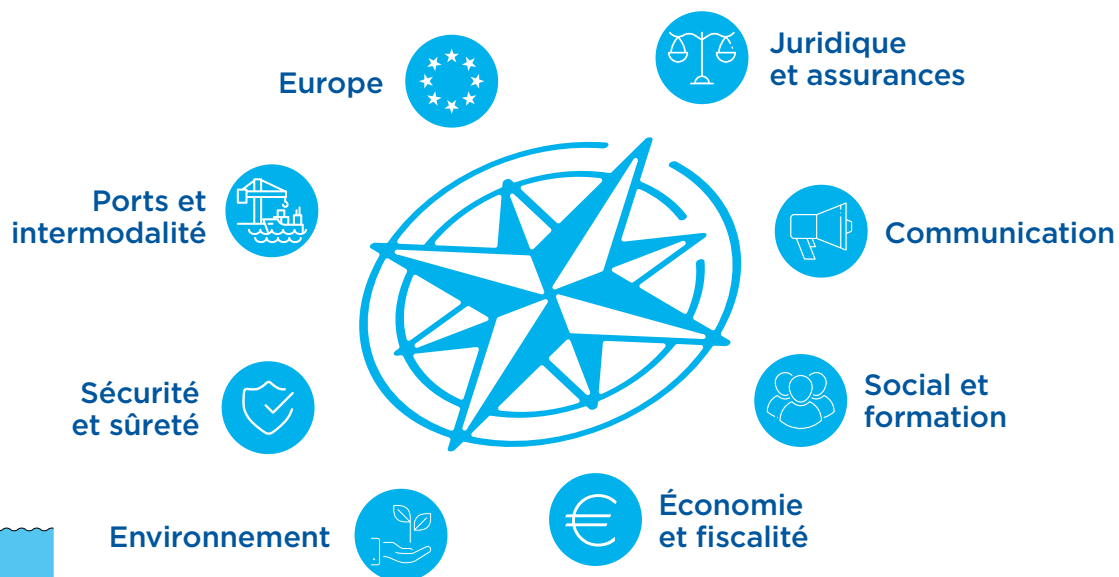 Europe
Juridique
et assurances
Ports et
intermodalité
Communication
Sécurité
et sûreté
Social et
formation
Environnement
Économie
et fiscalité